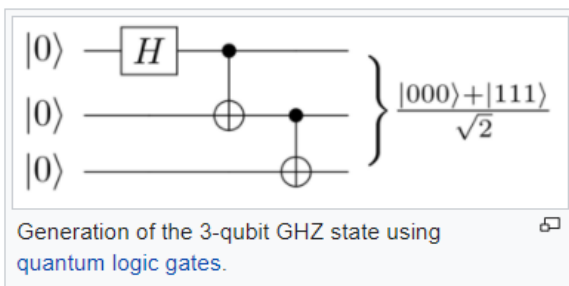 |0⟩ H
|0⟩
|0⟩
|000⟩+|111⟩
√2
Generation of the 3-qubit GHZ state using
quantum logic gates.